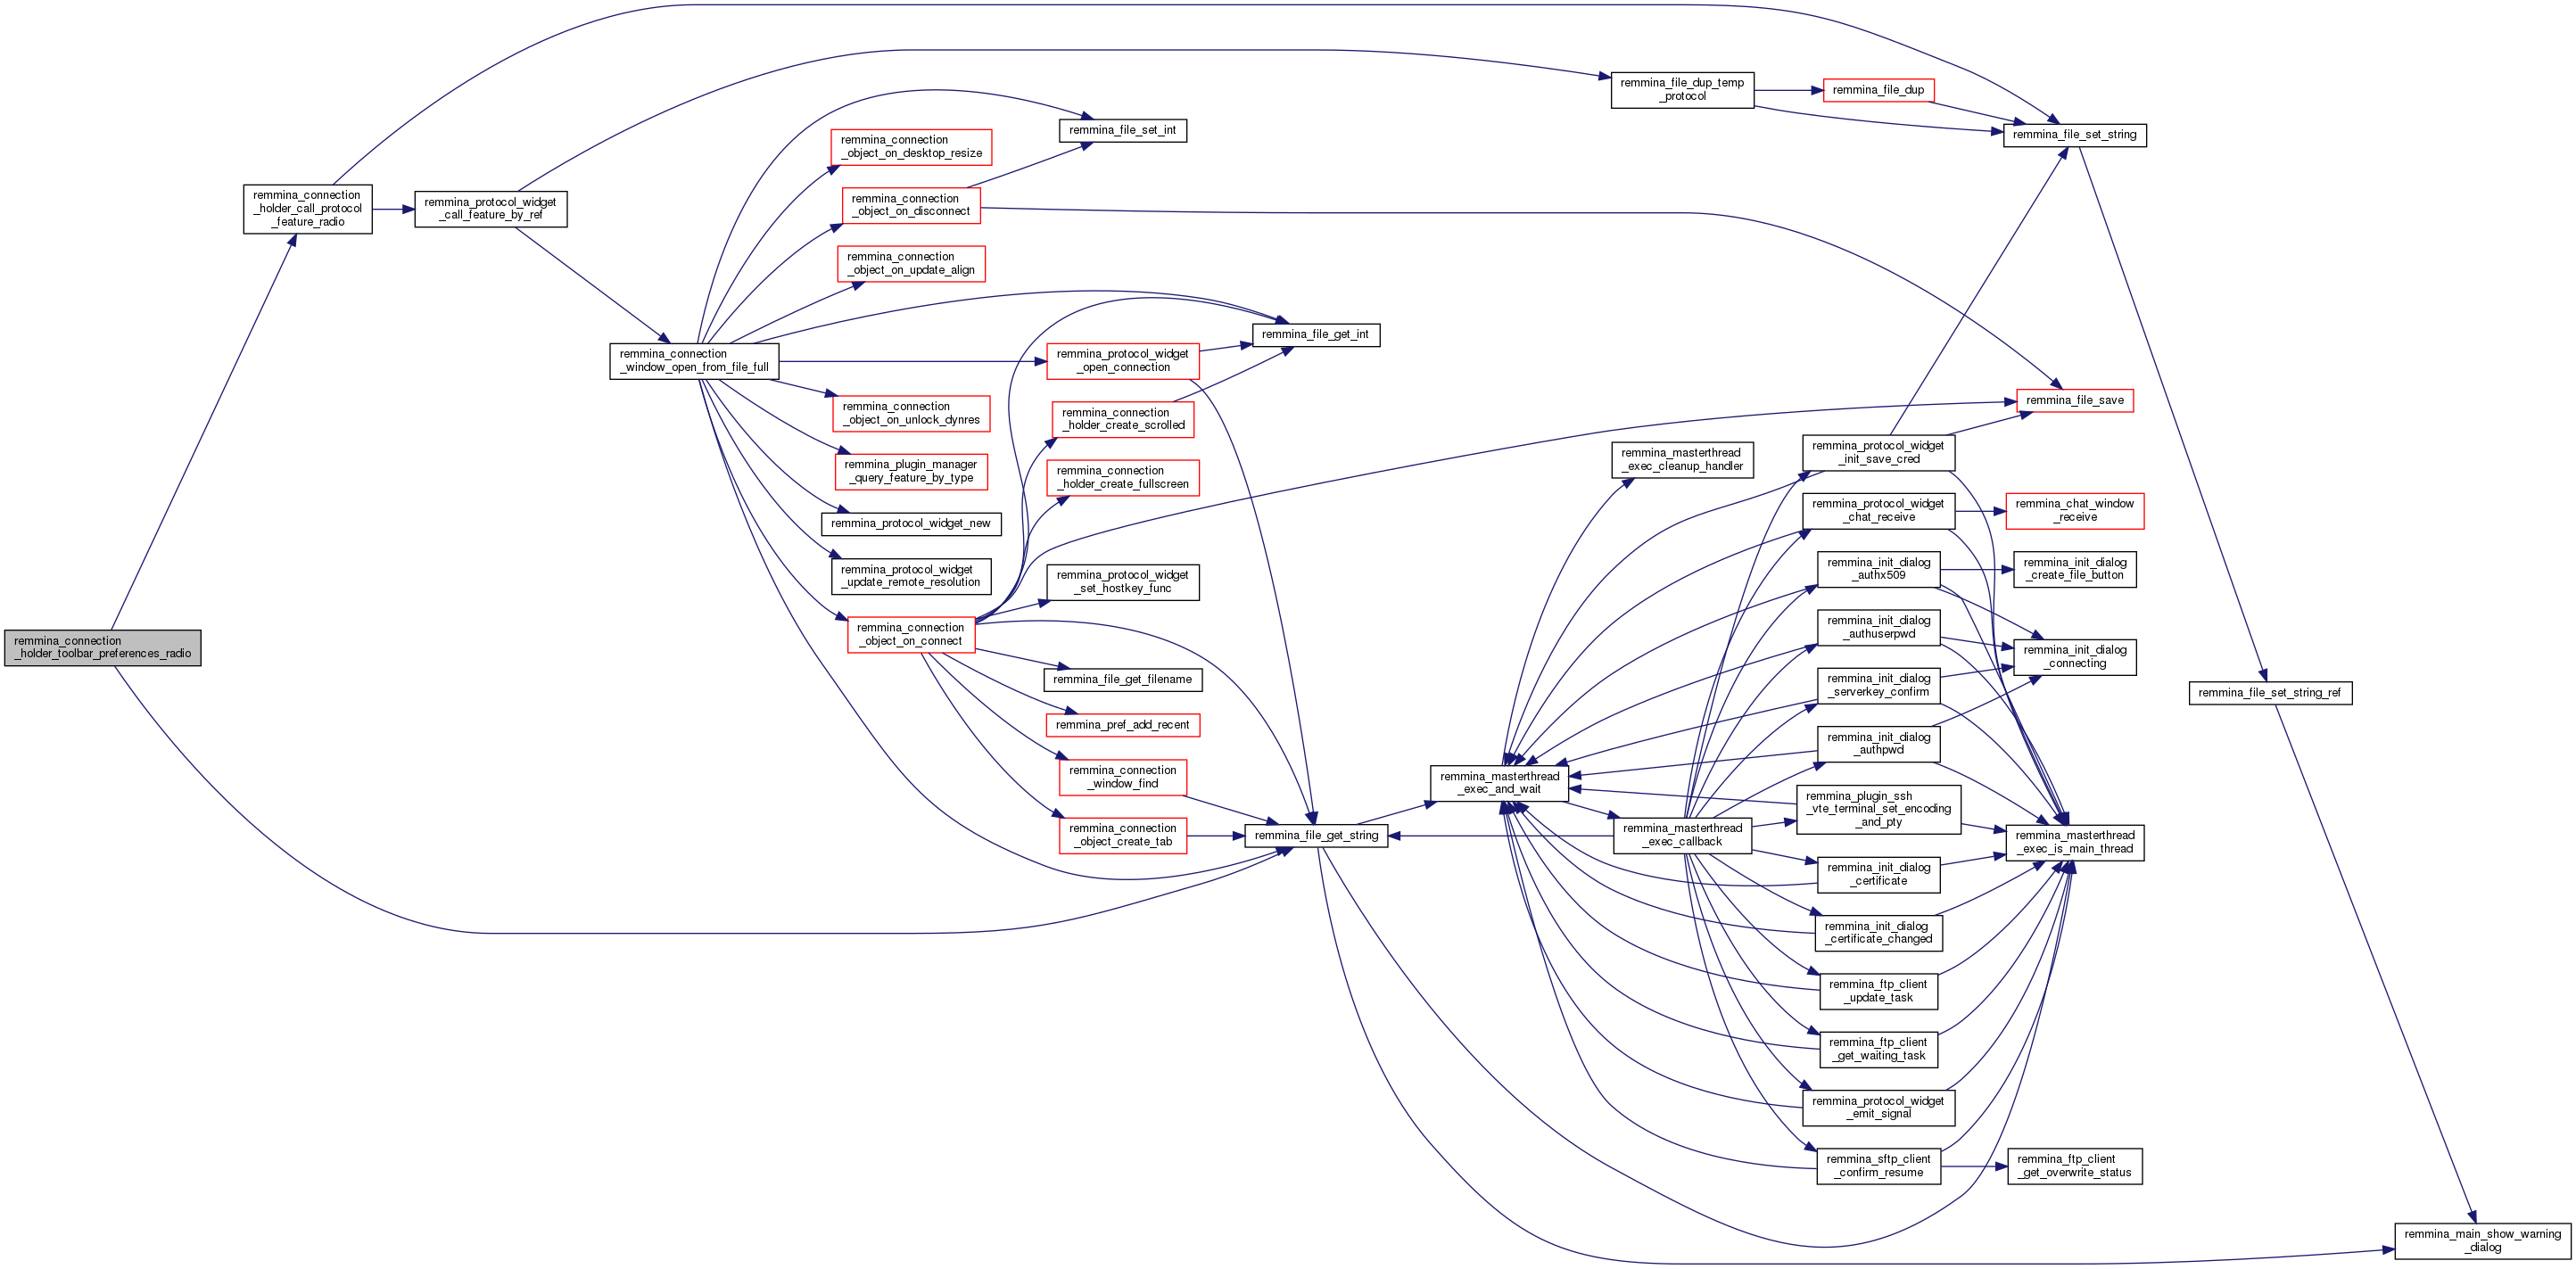 remmina_connection
_holder_toolbar_preferences_radio
remmina_connection
_holder_call_protocol
_feature_radio
remmina_protocol_widget
_call_feature_by_ref
remmina_connection
_window_open_from_file_full
remmina_connection
_object_on_desktop_resize
remmina_connection
_object_on_disconnect
remmina_connection
_object_on_update_align
remmina_connection
_object_on_unlock_dynres
remmina_plugin_manager
_query_feature_by_type
remmina_protocol_widget_new
remmina_protocol_widget
_update_remote_resolution
remmina_connection
_object_on_connect
remmina_file_set_int
remmina_protocol_widget
_open_connection
remmina_connection
_holder_create_scrolled
remmina_connection
_holder_create_fullscreen
remmina_protocol_widget
_set_hostkey_func
remmina_file_get_filename
remmina_pref_add_recent
remmina_connection
_window_find
remmina_connection
_object_create_tab
remmina_file_get_int
remmina_file_get_string
remmina_masterthread
_exec_and_wait
remmina_file_dup_temp
_protocol
remmina_masterthread
_exec_cleanup_handler
remmina_masterthread
_exec_callback
remmina_file_dup
remmina_protocol_widget
_init_save_cred
remmina_protocol_widget
_chat_receive
remmina_init_dialog
_authx509
remmina_init_dialog
_authuserpwd
remmina_init_dialog
_serverkey_confirm
remmina_init_dialog
_authpwd
remmina_plugin_ssh
_vte_terminal_set_encoding
_and_pty
remmina_init_dialog
_certificate
remmina_init_dialog
_certificate_changed
remmina_ftp_client
_update_task
remmina_ftp_client
_get_waiting_task
remmina_protocol_widget
_emit_signal
remmina_sftp_client
_confirm_resume
remmina_file_set_string
remmina_file_save
remmina_chat_window
_receive
remmina_init_dialog
_create_file_button
remmina_init_dialog
_connecting
remmina_masterthread
_exec_is_main_thread
remmina_ftp_client
_get_overwrite_status
remmina_file_set_string_ref
remmina_main_show_warning
_dialog